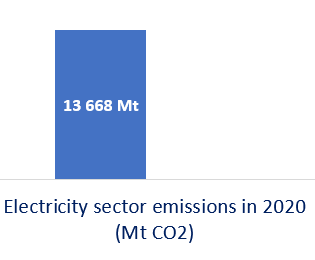 13 668 Mt
Electricity sector emissions in 2020
(Mt CO2)